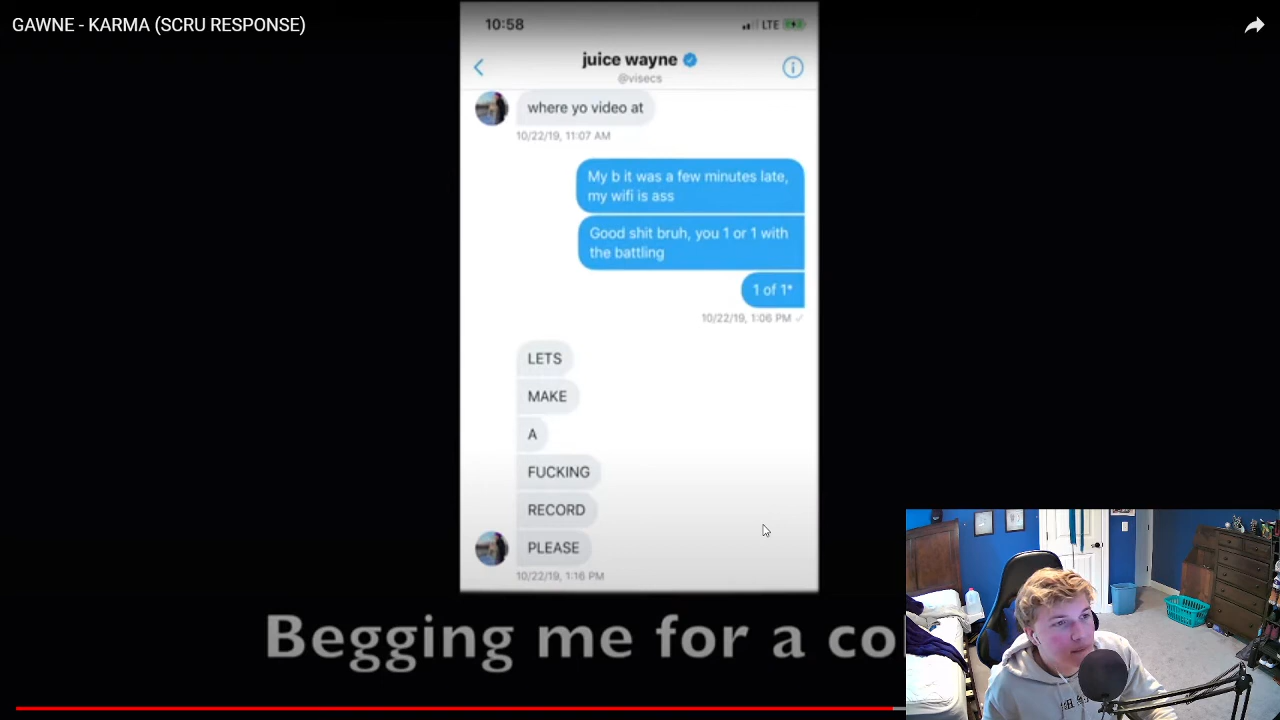 GAWNE - KARMA (SCRU RESPONSE)
10:58
LTE
juice wayne
@visecs
where yo video at
10/22/19, 11:07 AM
My b it was a few minutes late,
my wifi is ass
Good shit bruh, you 1 or 1 with
the battling
1 of 1*
10/22/19, 1:06 PM
LETS
MAKE
A
FUCKING
RECORD
PLEASE
10/22/19, 1:16 PM
Begging me for a co